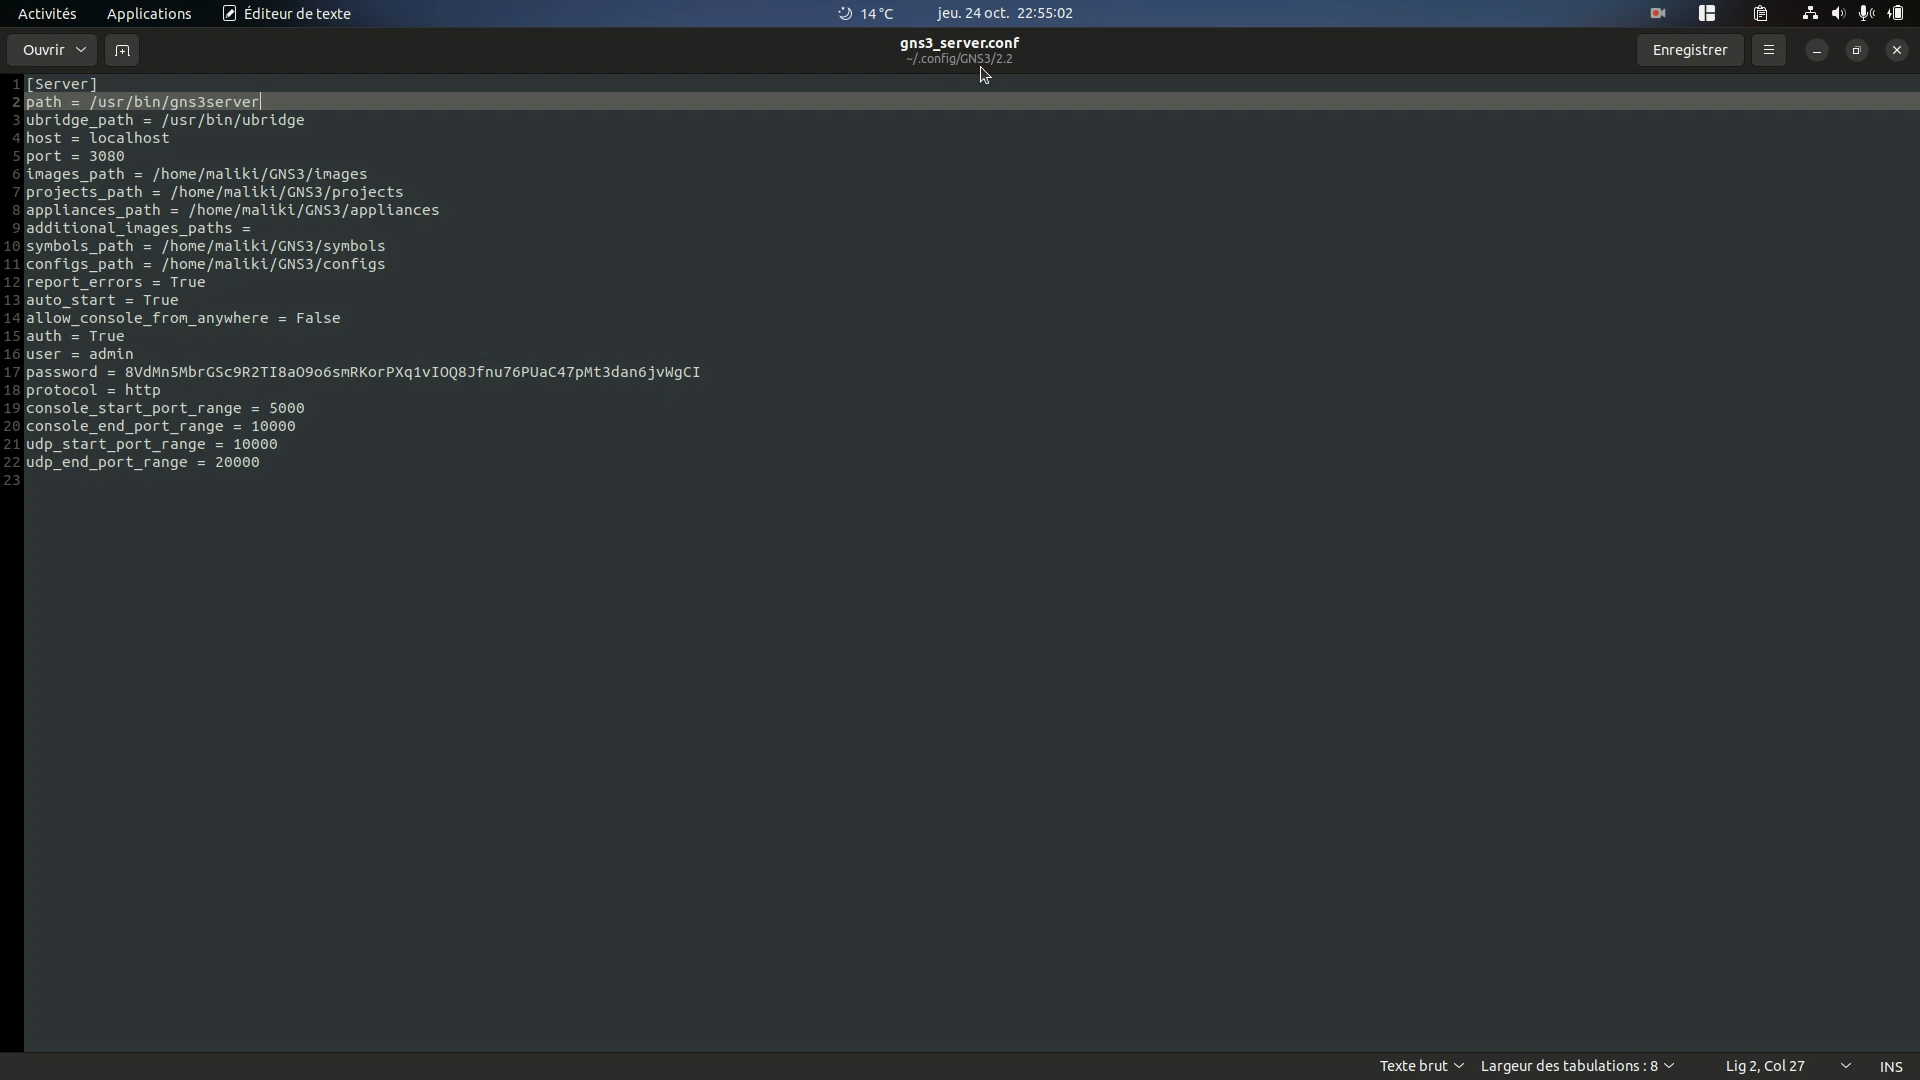 Activités Applications Éditeur de texte 14 °C jeu. 24 oct. 22:55:02
Ouvrir gns3_server.conf Enregistrer
~/.config/GNS3/2.2
1 [Server]
2 path = /usr/bin/gns3server
3 ubridge_path = /usr/bin/ubridge
4 host = localhost
5 port = 3080
6 images_path = /home/maliki/GNS3/images
7 projects_path = /home/maliki/GNS3/projects
8 appliances_path = /home/maliki/GNS3/appliances
9 additional_images_paths =
10 symbols_path = /home/maliki/GNS3/symbols
11 configs_path = /home/maliki/GNS3/configs
12 report_errors = True
13 auto_start = True
14 allow_console_from_anywhere = False
15 auth = True
16 user = admin
17 password = 8VdMn5MbrGSc9R2TI8aO9o6smRKorPXq1vIOQ8Jfnu76PUaC47pMt3dan6jvWgCI
18 protocol = http
19 console_start_port_range = 5000
20 console_end_port_range = 10000
21 udp_start_port_range = 10000
22 udp_end_port_range = 20000
23
Texte brut Largeur des tabulations : 8 Lig 2, Col 27 INS